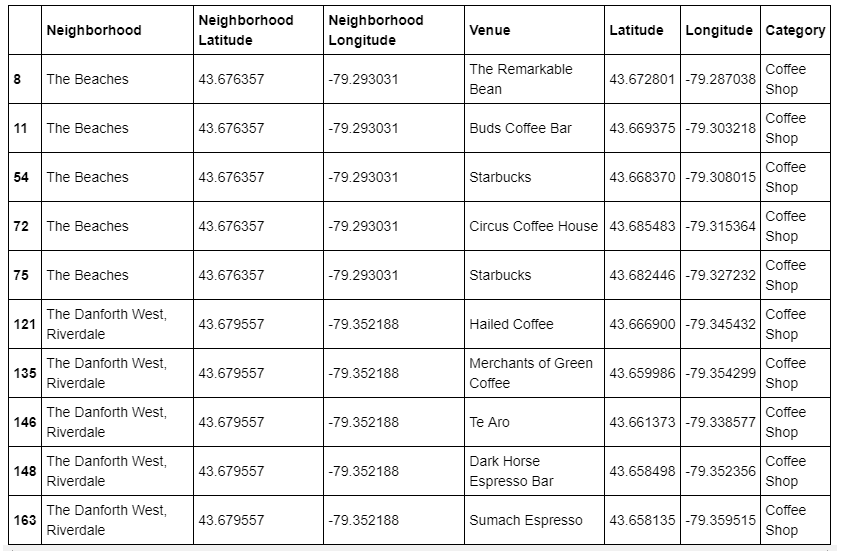 Neighborhood Neighborhood Latitude Neighborhood Longitude Venue Latitude Longitude Category
8 The Beaches 43.676357 -79.293031 The Remarkable Bean 43.672801 -79.287038 Coffee Shop
11 The Beaches 43.676357 -79.293031 Buds Coffee Bar 43.669375 -79.303218 Coffee Shop
54 The Beaches 43.676357 -79.293031 Starbucks 43.668370 -79.308015 Coffee Shop
72 The Beaches 43.676357 -79.293031 Circus Coffee House 43.685483 -79.315364 Coffee Shop
75 The Beaches 43.676357 -79.293031 Starbucks 43.682446 -79.327232 Coffee Shop
121 The Danforth West, Riverdale 43.679557 -79.352188 Hailed Coffee 43.666900 -79.345432 Coffee Shop
135 The Danforth West, Riverdale 43.679557 -79.352188 Merchants of Green Coffee 43.659986 -79.354299 Coffee Shop
146 The Danforth West, Riverdale 43.679557 -79.352188 Te Aro 43.661373 -79.338577 Coffee Shop
148 The Danforth West, Riverdale 43.679557 -79.352188 Dark Horse Espresso Bar 43.658498 -79.352356 Coffee Shop
163 The Danforth West, Riverdale 43.679557 -79.352188 Sumach Espresso 43.658135 -79.359515 Coffee Shop